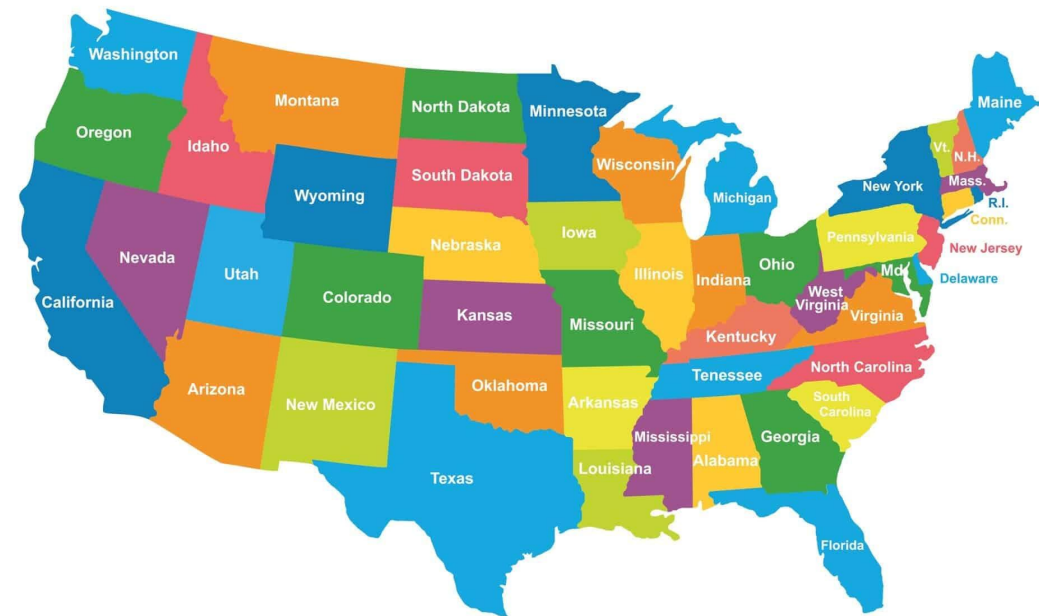 Washington
Oregon
California
Nevada
Idaho
Montana
Wyoming
Utah
Arizona
Colorado
New Mexico
North Dakota
South Dakota
Nebraska
Kansas
Oklahoma
Texas
Minnesota
Iowa
Missouri
Arkansas
Louisiana
Wisconsin
Illinois
Michigan
Indiana
Ohio
Kentucky
Tenessee
Mississippi
Alabama
Georgia
Florida
South
Carolina
North Carolina
Virginia
West
Virginia
Md.
Delaware
Pennsylvania
New Jersey
New York
Conn.
R.I.
Mass.
Vt.
N.H.
Maine